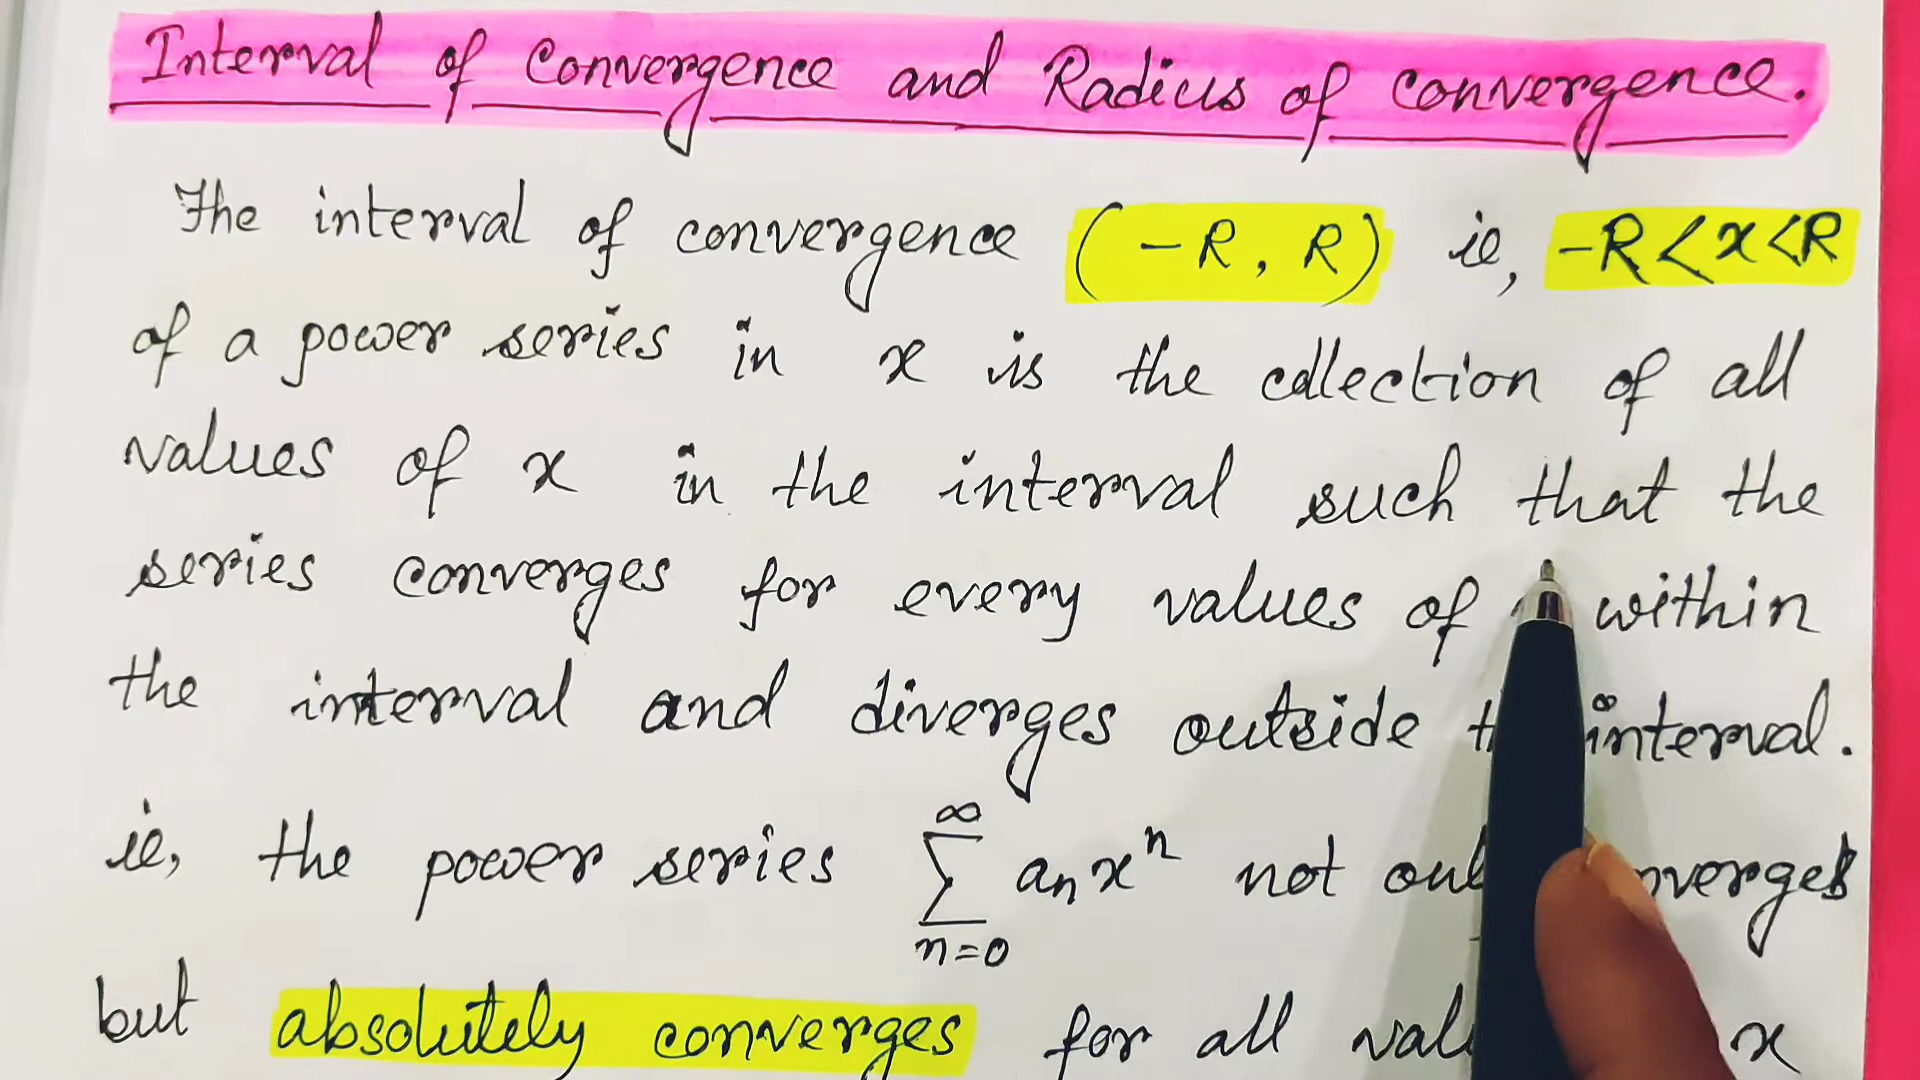 Interval of Convergence and Radius of Convergence.
The interval of convergence (-R, R) ie, -R<x<R
of a power series in x is the collection of all
values of x in the interval such that the
series converges for every values of within
the interval and diverges outside interval.
ie, the power series ∞ Σ n=0 aₙxⁿ not
but absolutely converges for all x